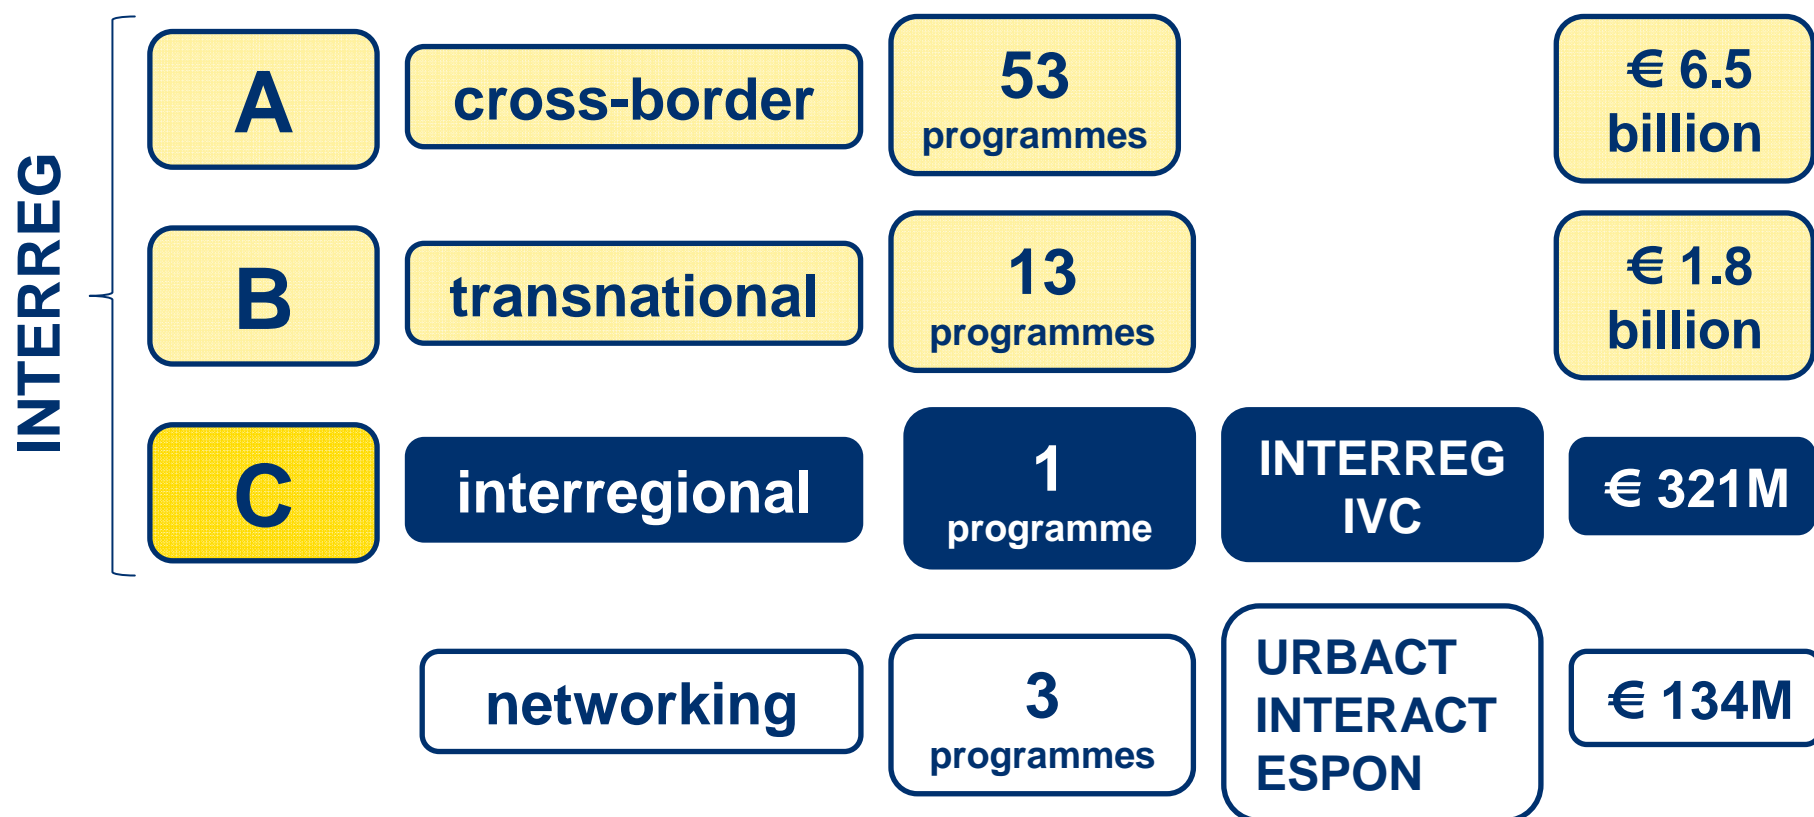 INTERREG
A
cross-border
53
programmes
€ 6.5
billion
B
transnational
13
programmes
€ 1.8
billion
C
interregional
1
programme
INTERREG
IVC
€ 321M
networking
3
programmes
URBACT
INTERACT
ESPON
€ 134M